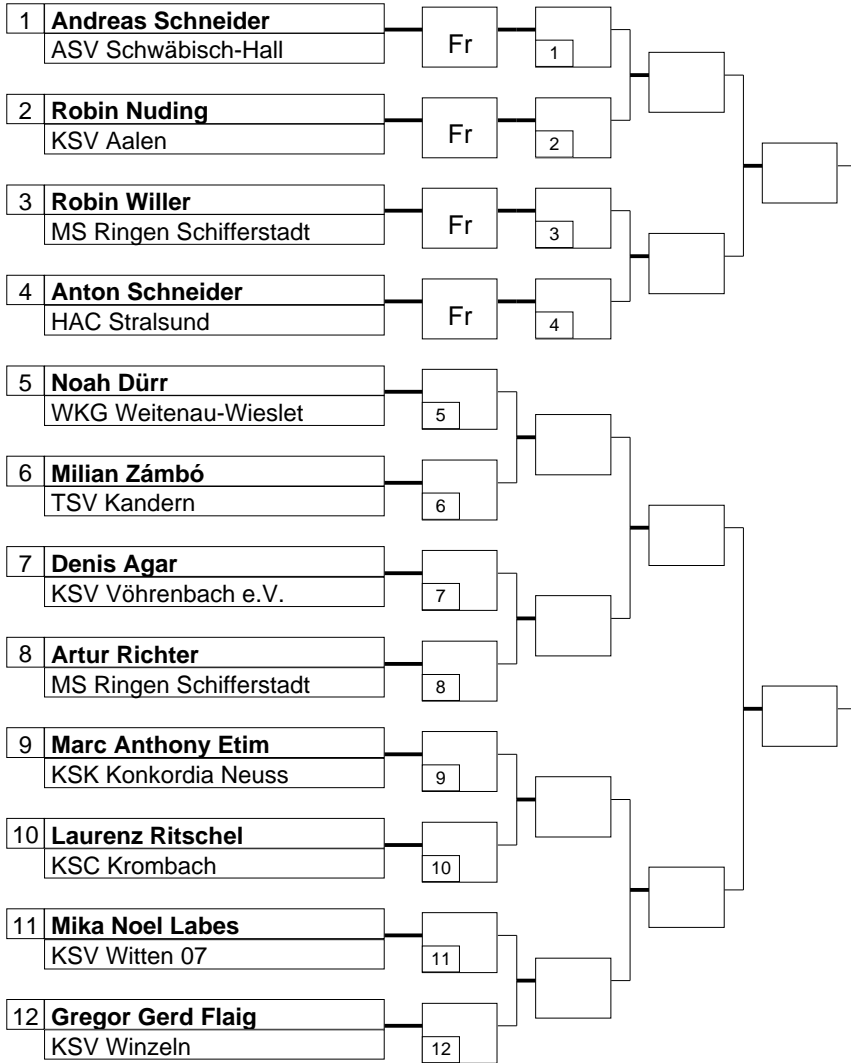 1 Andreas Schneider
ASV Schwäbisch-Hall
Fr
1
2 Robin Nuding
KSV Aalen
Fr
2
3 Robin Willer
MS Ringen Schifferstadt
Fr
3
4 Anton Schneider
HAC Stralsund
Fr
4
5 Noah Dürr
WKG Weitenau-Wieslet
5
6 Milian Zámbó
TSV Kandern
6
7 Denis Agar
KSV Vöhrenbach e.V.
7
8 Artur Richter
MS Ringen Schifferstadt
8
9 Marc Anthony Etim
KSK Konkordia Neuss
9
10 Laurenz Ritschel
KSC Krombach
10
11 Mika Noel Labes
KSV Witten 07
11
12 Gregor Gerd Flaig
KSV Winzeln
12